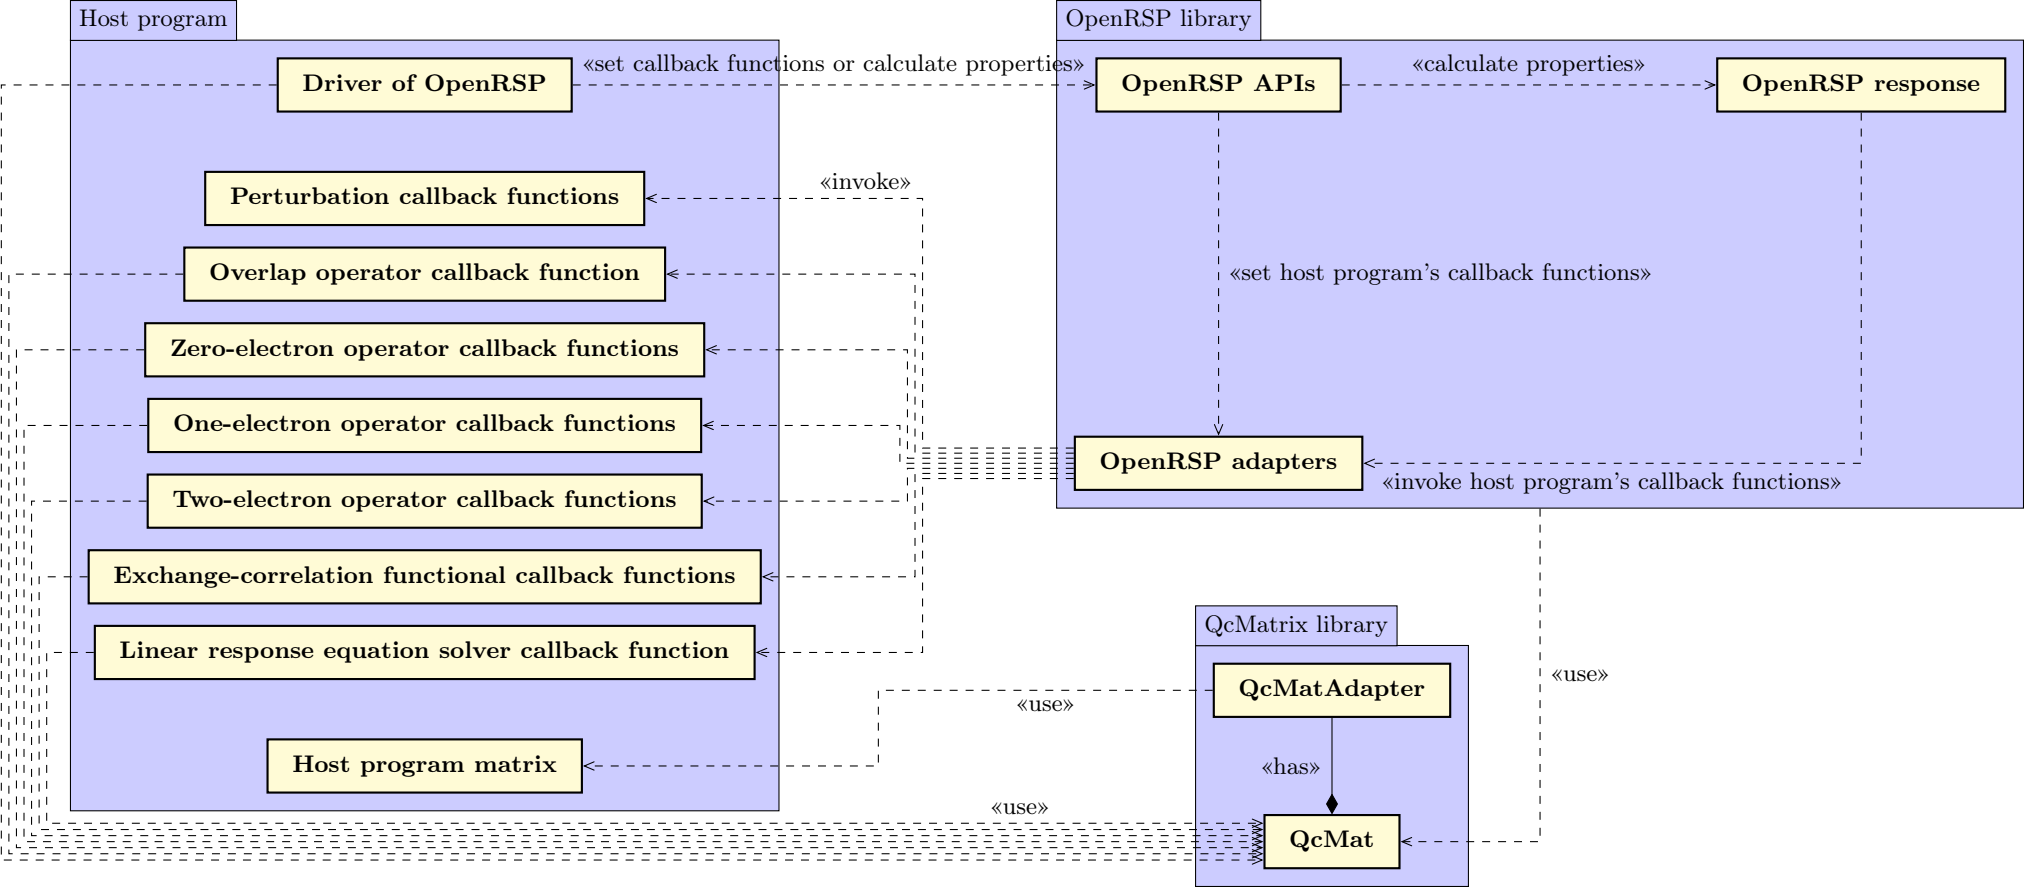 Host program
OpenRSP library
Driver of OpenRSP
«set callback functions or calculate properties»
OpenRSP APIs
«calculate properties»
OpenRSP response
Perturbation callback functions
«invoke»
Overlap operator callback function
«set host program's callback functions»
Zero-electron operator callback functions
One-electron operator callback functions
OpenRSP adapters
«invoke host program's callback functions»
Two-electron operator callback functions
Exchange-correlation functional callback functions
QcMatrix library
Linear response equation solver callback function
«use»
QcMatAdapter
«use»
Host program matrix
«has»
«use»
QcMat